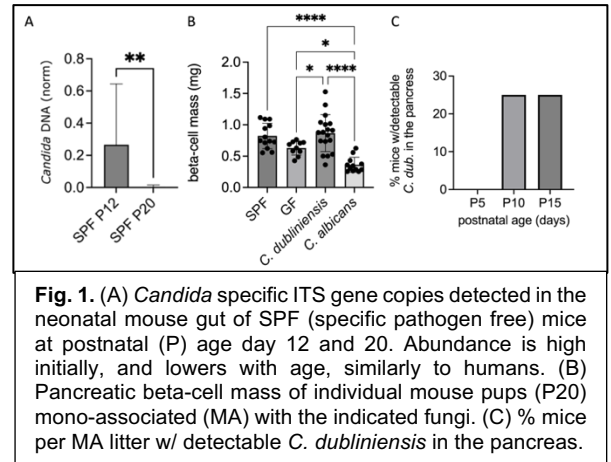 A
B
C
Candida DNA (norm)
0.8
0.6
0.4
0.2
0.0
**
SPF P12
SPF P20
beta-cell mass (mg)
2.0
1.5
1.0
0.5
0.0
****
*
*
****
SPF
GF
C. dubliniensis
C. albicans
% mice w/detectable
C. dub. in the pancress
30
20
10
0
P5
P10
P15
postnatal age (days)
Fig. 1. (A) Candida specific ITS gene copies detected in the
neonatal mouse gut of SPF (specific pathogen free) mice
at postnatal (P) age day 12 and 20. Abundance is high
initially, and lowers with age, similarly to humans. (B)
Pancreatic beta-cell mass of individual mouse pups (P20)
mono-associated (MA) with the indicated fungi. (C) % mice
per MA litter w/ detectable C. dubliniensis in the pancreas.